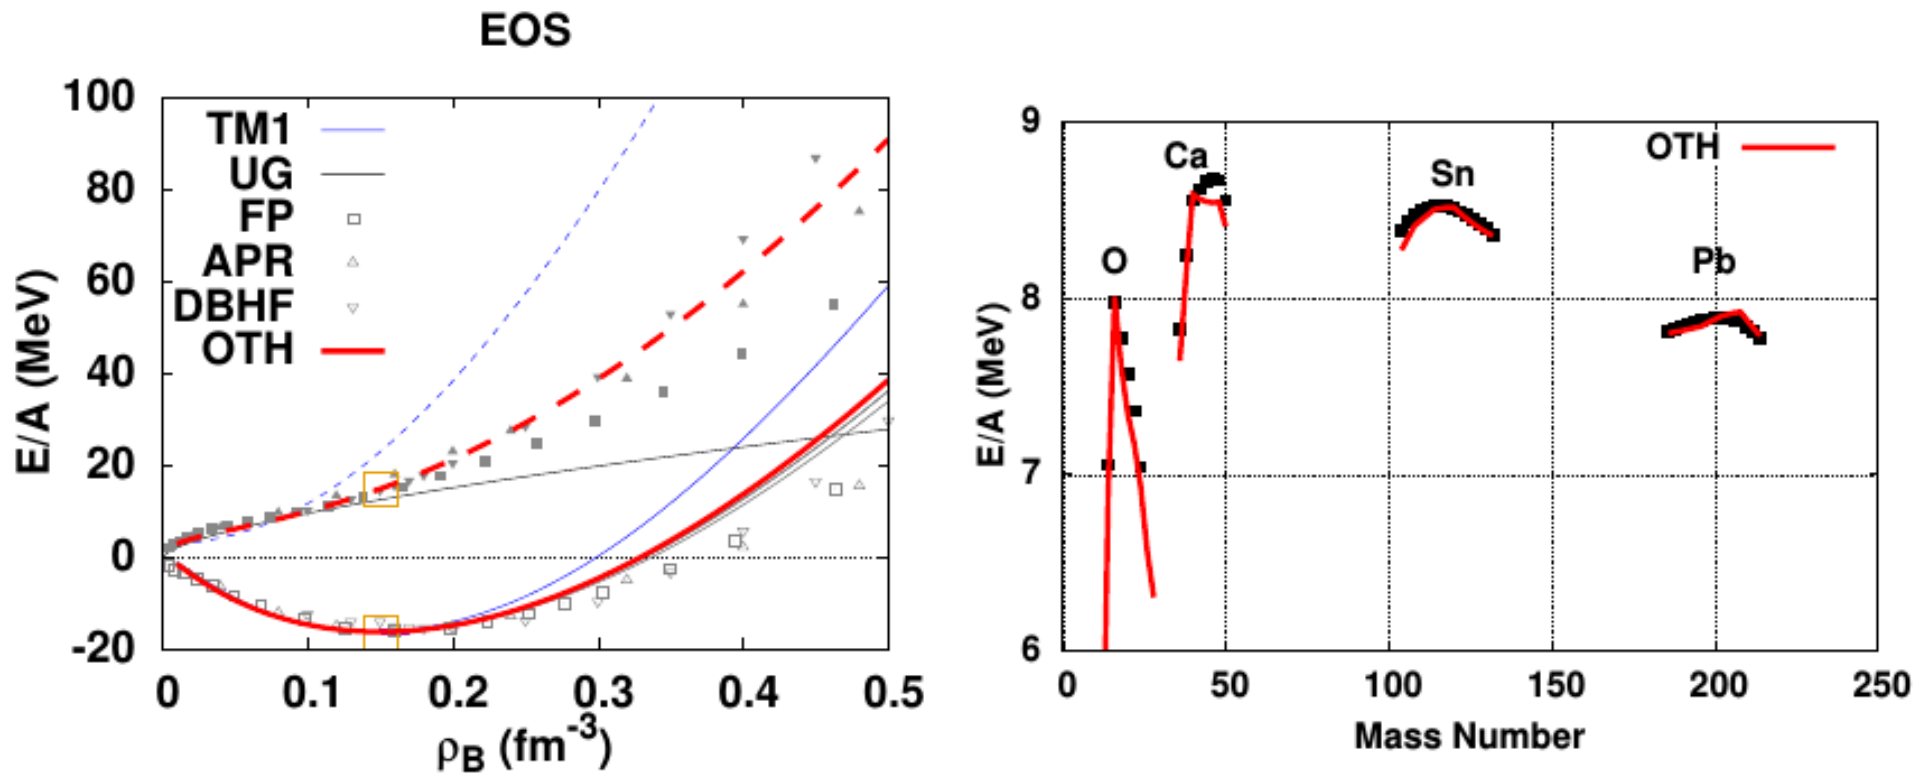 EOS
E/A (MeV)
100
80
60
40
20
0
-20
TM1
UG
FP
APR
DBHF
OTH
0 0.1 0.2 0.3 0.4 0.5
ρB (fm-3)
E/A (MeV)
9
8
7
6
O
Ca
Sn
Pb
OTH
0 50 100 150 200 250
Mass Number